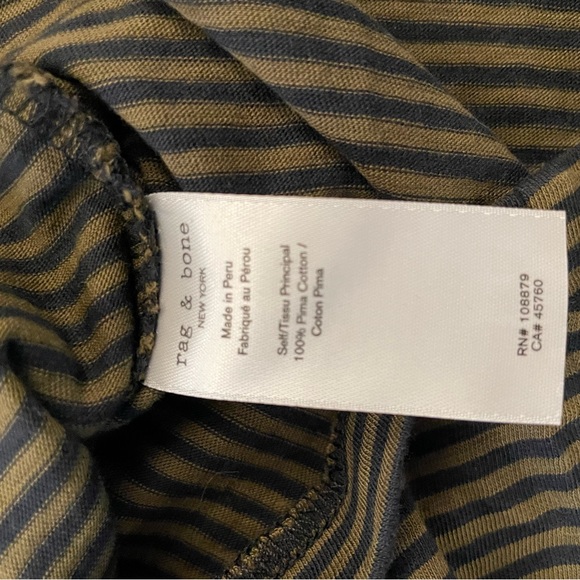 rag & bone
NEW YORK
Made in Peru
Fabriqué au Pérou
Self/Tissu Principal
100% Pima Cotton /
Coton Pima
RN# 108879
CA# 45760